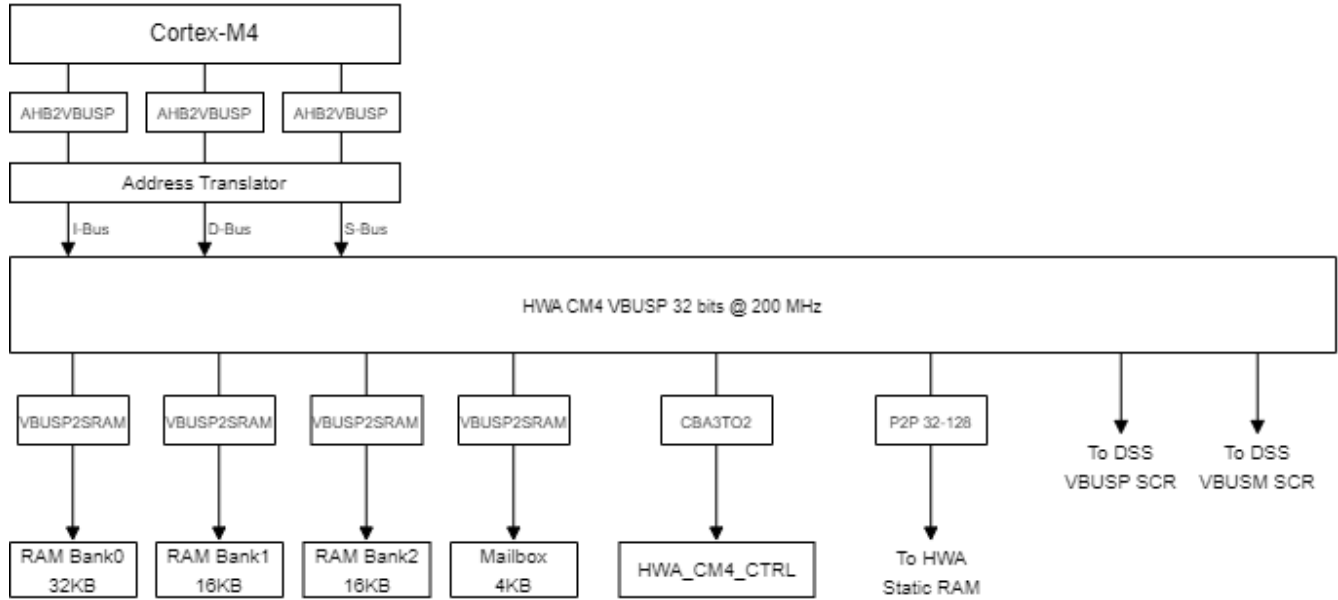 Cortex-M4
AHB2VBUSP
AHB2VBUSP
AHB2VBUSP
Address Translator
I-Bus
D-Bus
S-Bus
HWA CM4 VBUSP 32 bits @ 200 MHz
VBUSP2SRAM
VBUSP2SRAM
VBUSP2SRAM
VBUSP2SRAM
CBA3TO2
P2P 32-128
To DSS
VBUSP SCR
To DSS
VBUSM SCR
RAM Bank0
32KB
RAM Bank1
16KB
RAM Bank2
16KB
Mailbox
4KB
HWA_CM4_CTRL
To HWA
Static RAM